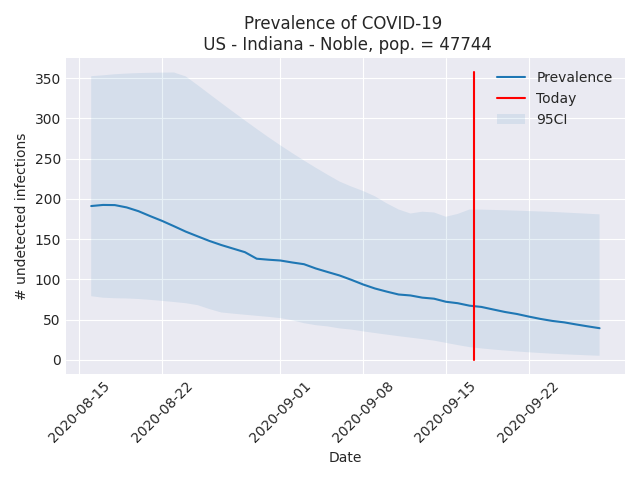 Prevalence of COVID-19
US - Indiana - Noble, pop. = 47744
Prevalence
Today
95CI
350
300
250
200
150
100
50
0
# undetected infections
2020-08-15
2020-08-22
2020-09-01
2020-09-08
2020-09-15
2020-09-22
Date